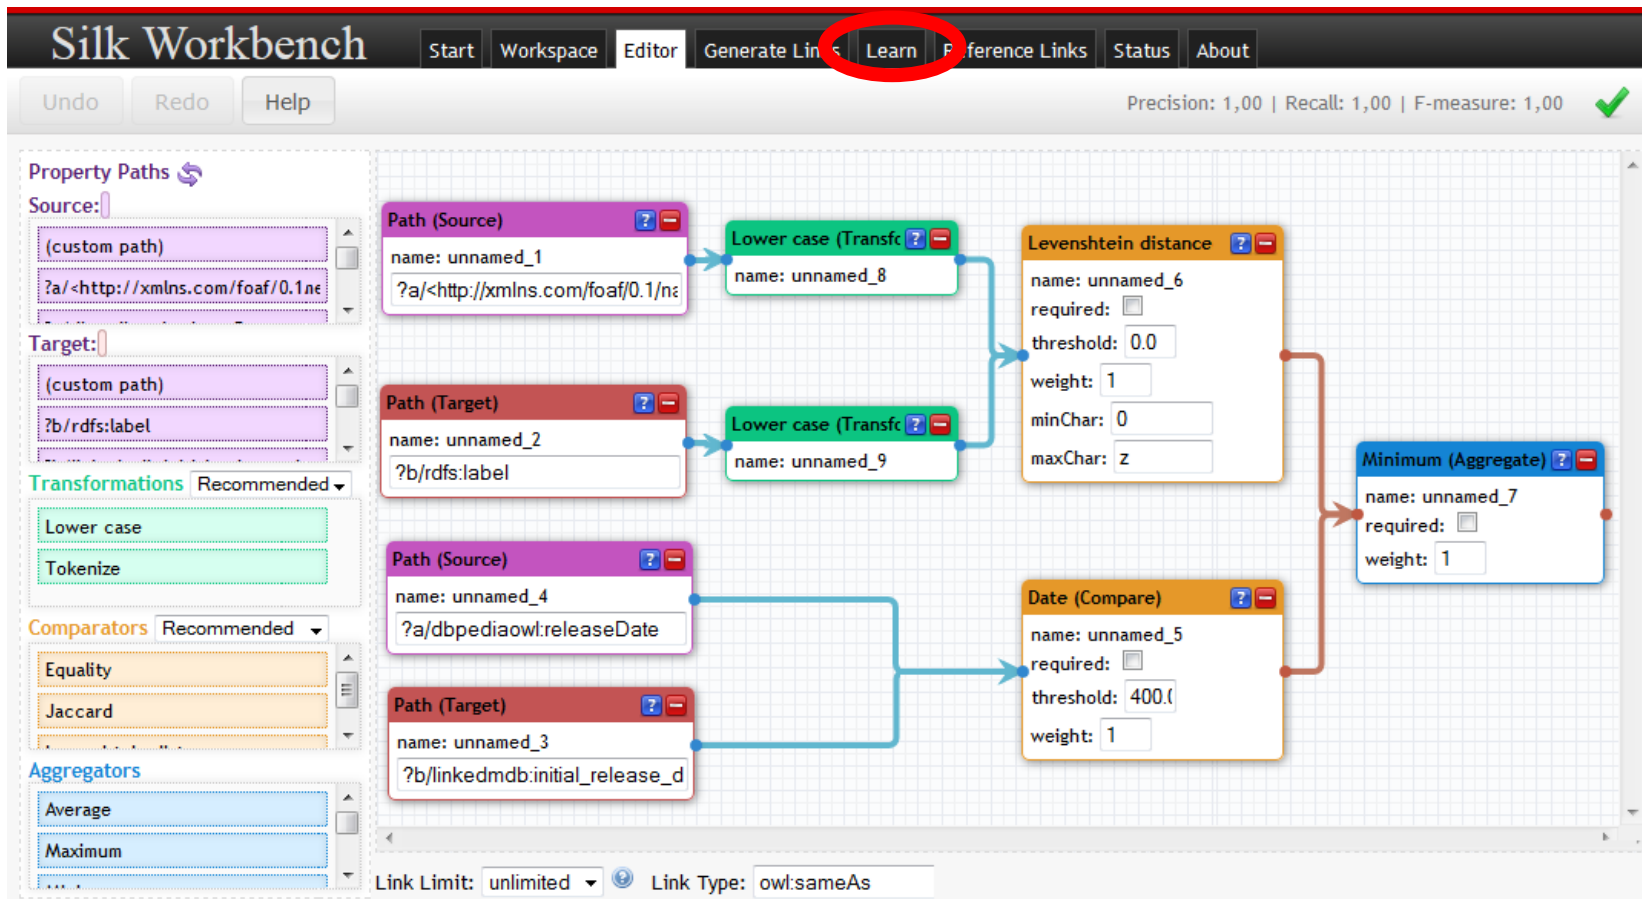 Silk Workbench
Start Workspace Editor Generate Links Learn Reference Links Status About
Undo Redo Help
Precision: 1,00 | Recall: 1,00 | F-measure: 1,00
Property Paths
Source:
(custom path)
?a/<http://xmlns.com/foaf/0.1
Target:
(custom path)
?b/rdfs:label
Transformations Recommended
Lower case
Tokenize
Comparators Recommended
Equality
Jaccard
Aggregators
Average
Maximum
Path (Source)
name: unnamed_1
?a/<http://xmlns.com/foaf/0.1/na
Lower case (Transfo
name: unnamed_8
Path (Target)
name: unnamed_2
?b/rdfs:label
Lower case (Transfo
name: unnamed_9
Levenshtein distance
name: unnamed_6
required:
threshold: 0.0
weight: 1
minChar: 0
maxChar: z
Path (Source)
name: unnamed_4
?a/dbpediaowl:releaseDate
Path (Target)
name: unnamed_3
?b/linkedmdb:initial_release_d
Date (Compare)
name: unnamed_5
required:
threshold: 400.0
weight: 1
Minimum (Aggregate)
name: unnamed_7
required:
weight: 1
Link Limit: unlimited Link Type: owl:sameAs